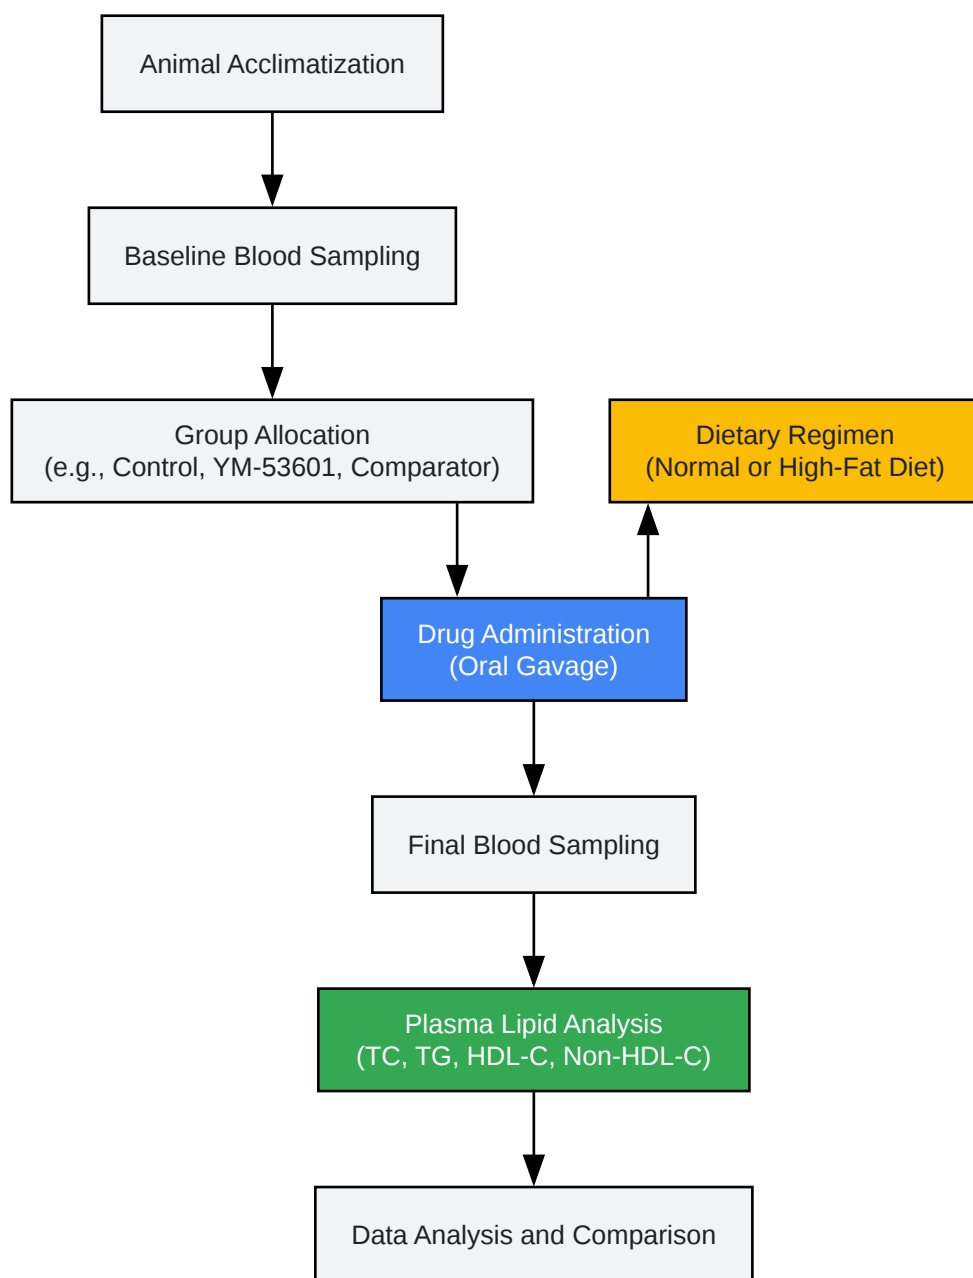 Animal Acclimatization
Baseline Blood Sampling
Group Allocation
(e.g., Control, YM-53601, Comparator)
Dietary Regimen
(Normal or High-Fat Diet)
Drug Administration
(Oral Gavage)
Final Blood Sampling
Plasma Lipid Analysis
(TC, TG, HDL-C, Non-HDL-C)
Data Analysis and Comparison